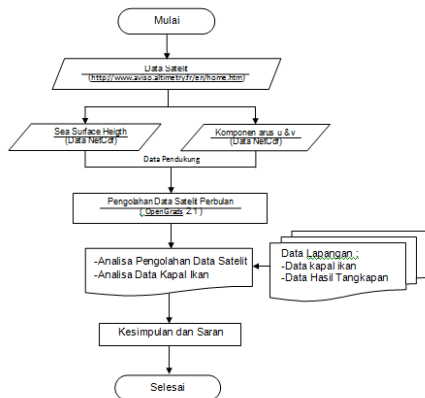 Mulai
Data Satelit
(http://www.aviso.altimetry.fr/en/home.htm)
Sea Surface Heigth
(Data NetCdf)
Komponen arus u & v
(Data NetCdf)
Data Pendukung
Pengolahan Data Satelit Perbulan
( OpenGrads 2.1 )
-Analisa Pengolahan Data Satelit
-Analisa Data Kapal Ikan
Data Lapangan :
-Data kapal ikan
-Data Hasil Tangkapan
Kesimpulan dan Saran
Selesai